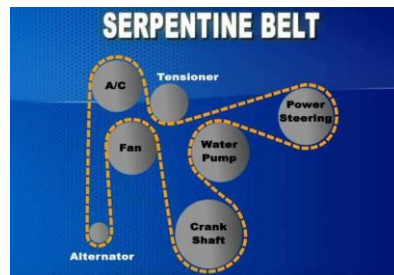 SERPENTINE BELT
A/C
Tensioner
Power
Steering
Fan
Water
Pump
Crank
Shaft
Alternator